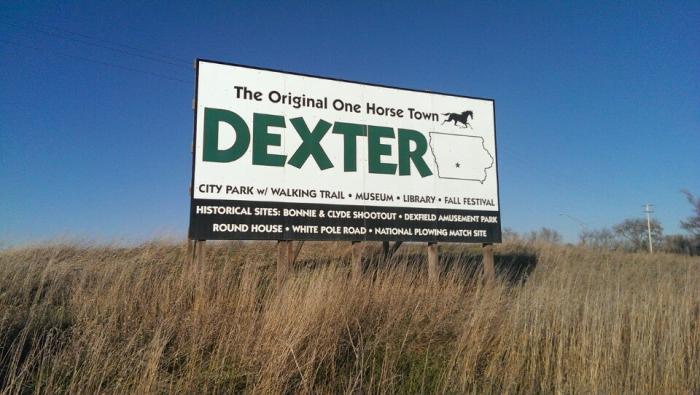 The Original One Horse Town
DEXTER
CITY PARK W/ WALKING TRAIL • MUSEUM • LIBRARY • FALL FESTIVAL
HISTORICAL SITES: BONNIE & CLYDE SHOOTOUT • DEXFIELD AMUSEMENT PARK
ROUND HOUSE • WHITE POLE ROAD • NATIONAL PLOWING MATCH SITE